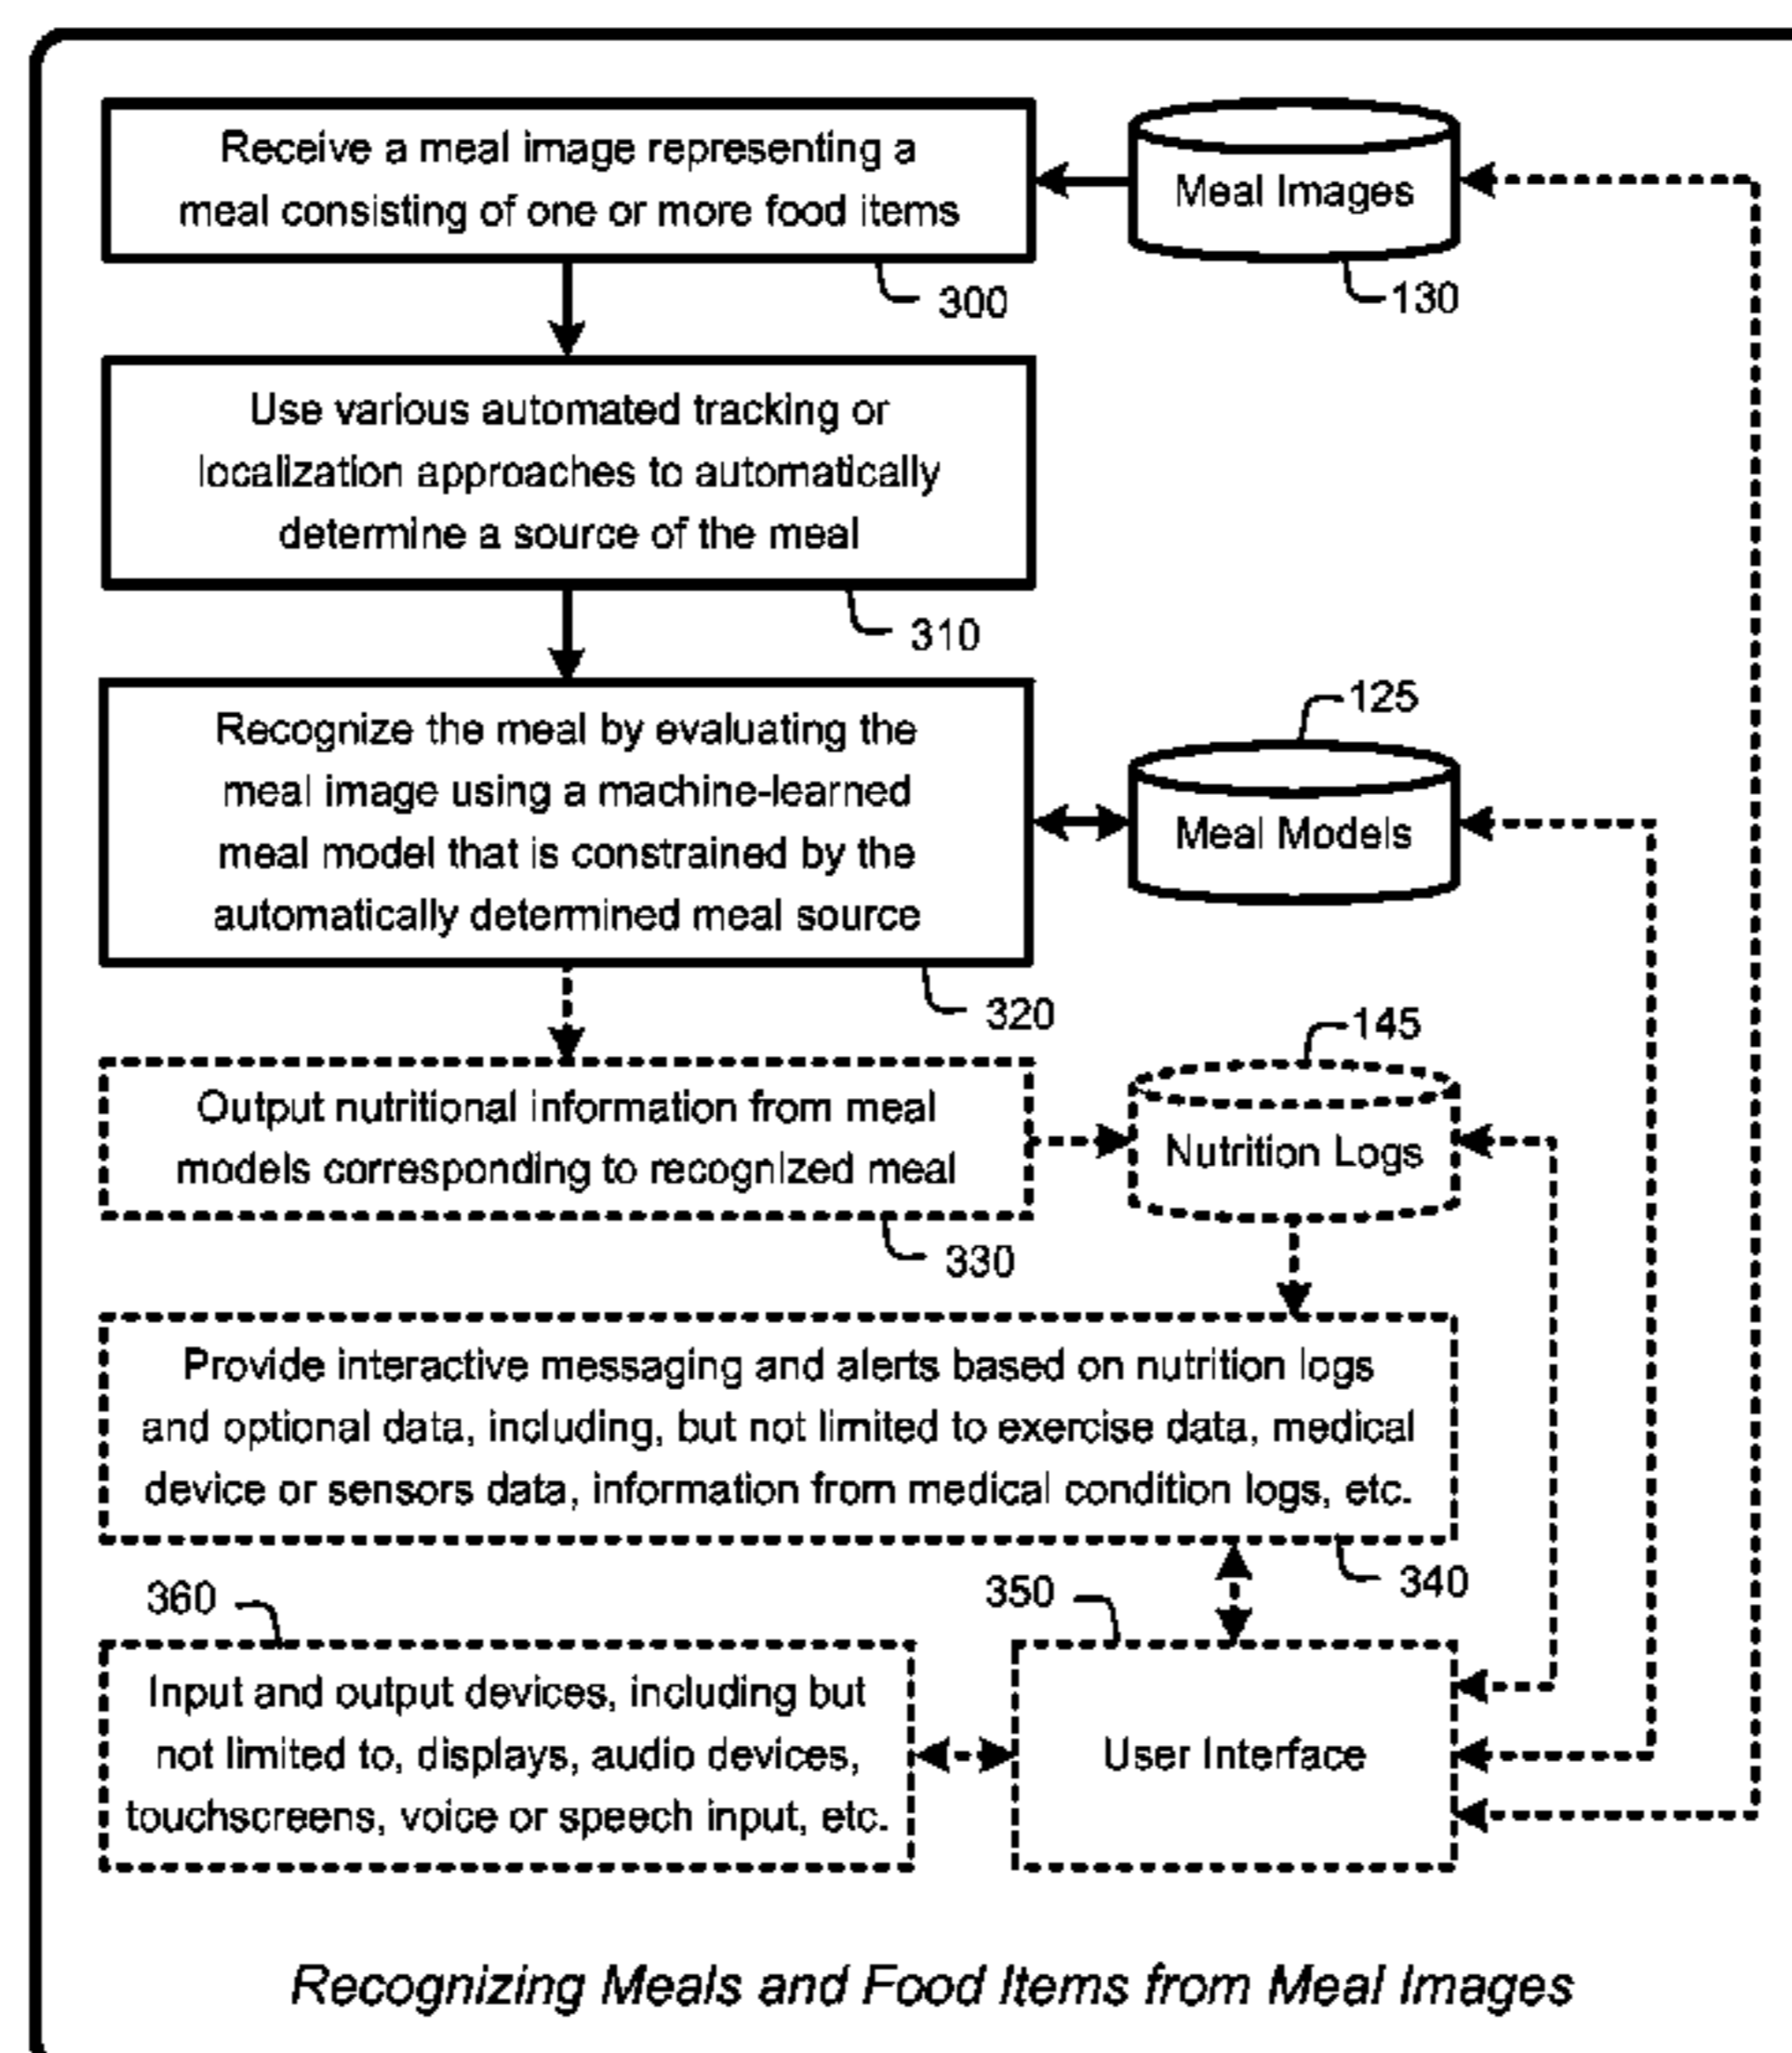 Receive a meal image representing a
meal consisting of one or more food items
Meal Images
300
130
Use various automated tracking or
localization approaches to automatically
determine a source of the meal
310
Recognize the meal by evaluating the
meal image using a machine-learned
meal model that is constrained by the
automatically determined meal source
125
Meal Models
320
145
Output nutritional information from meal
models corresponding to recognized meal
Nutrition Logs
330
Provide interactive messaging and alerts based on nutrition logs
and optional data, including, but not limited to exercise data, medical
device or sensors data, information from medical condition logs, etc.
340
360
350
Input and output devices, including but
not limited to, displays, audio devices,
touchscreens, voice or speech input, etc.
User Interface
Recognizing Meals and Food Items from Meal Images